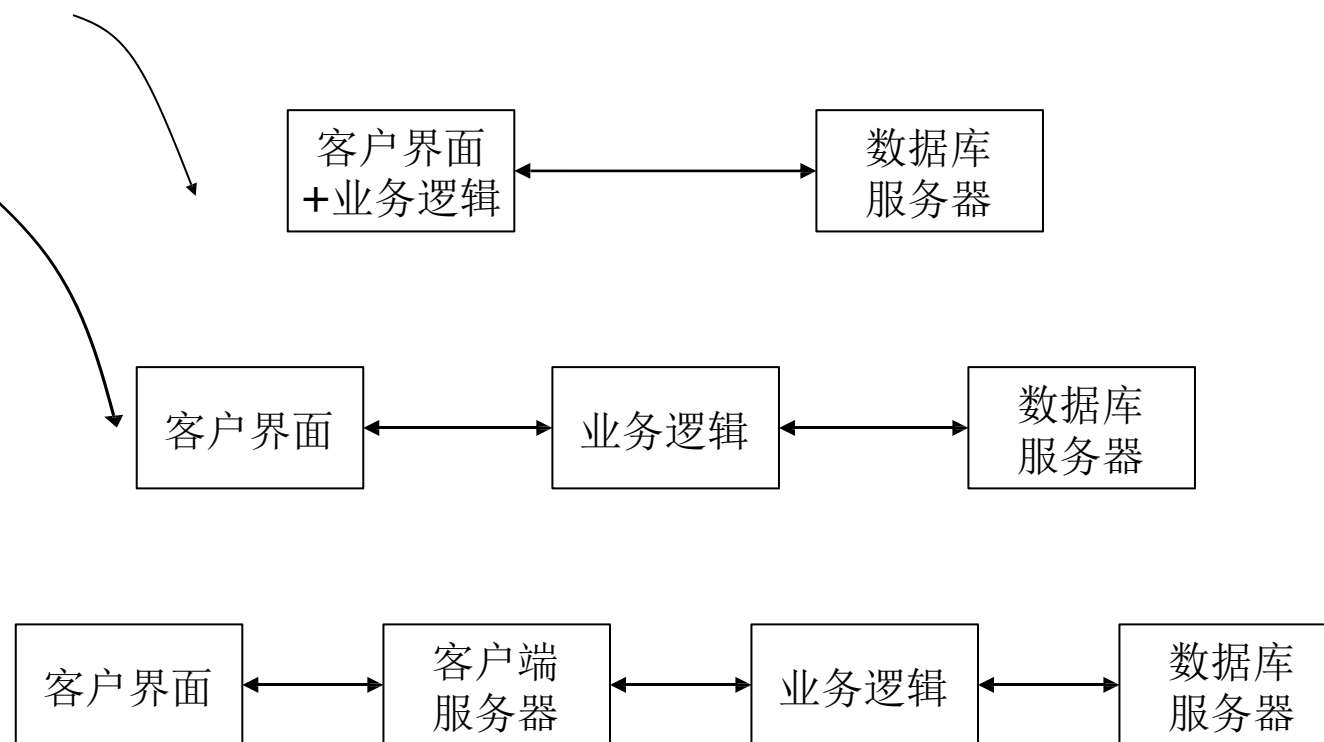 客户界面
+业务逻辑
数据库
服务器
客户界面
业务逻辑
数据库
服务器
客户界面
客户端
服务器
业务逻辑
数据库
服务器